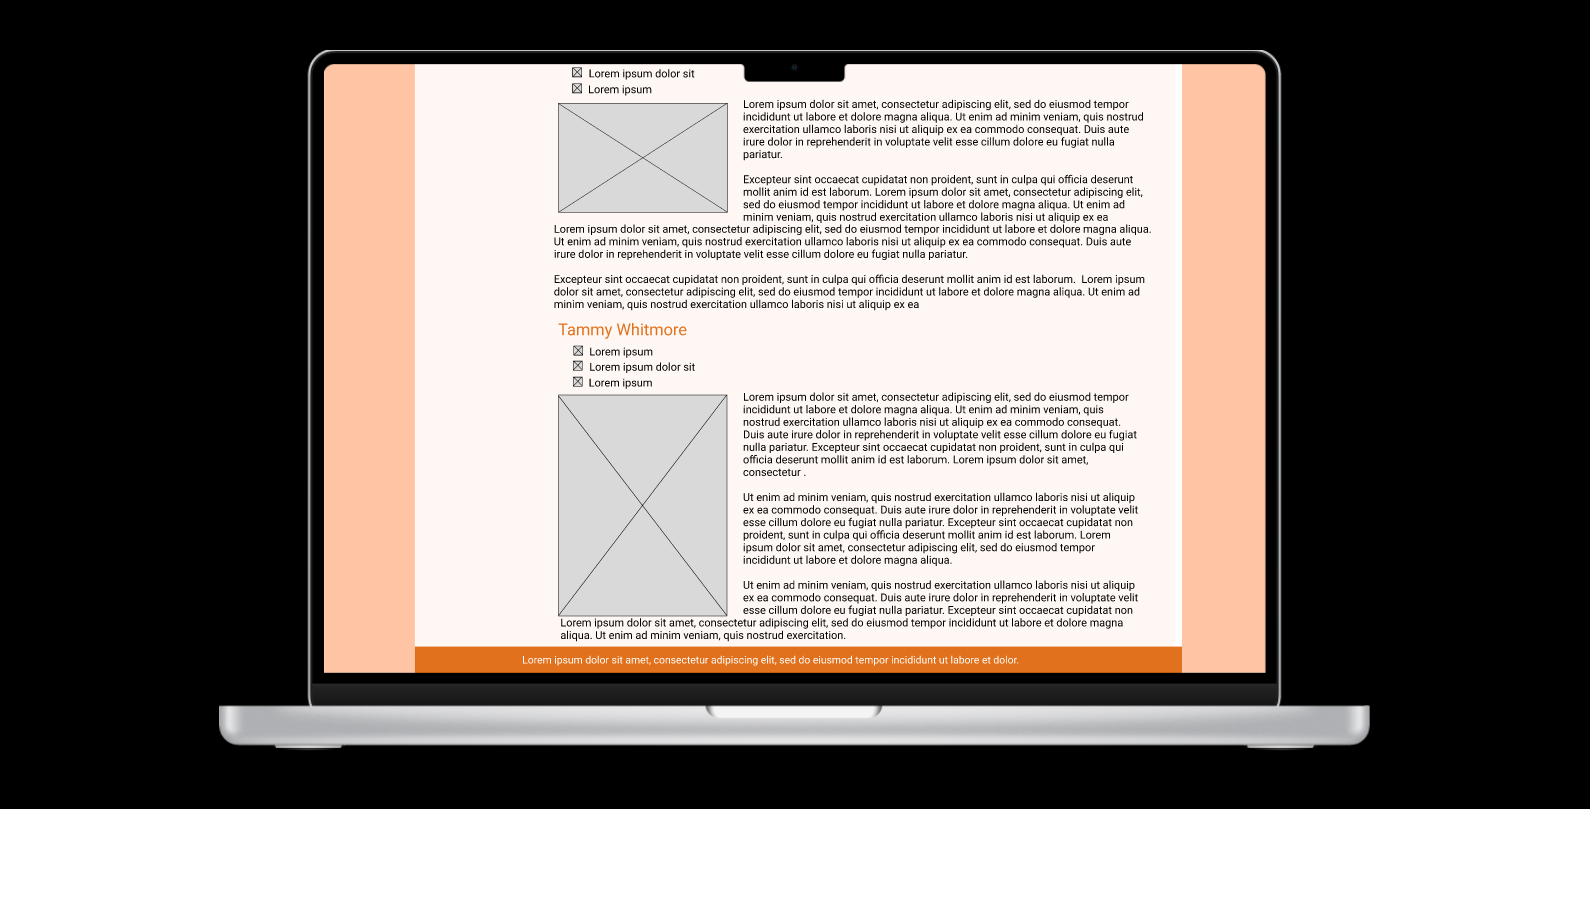 Lorem ipsum dolor sit
Lorem ipsum
Lorem ipsum dolor sit amet, consectetur adipiscing elit, sed do eiusmod tempor
incididunt ut labore et dolore magna aliqua. Ut enim ad minim veniam, quis nostrud
exercitation ullamco laboris nisi ut aliquip ex ea commodo consequat. Duis aute
irure dolor in reprehenderit in voluptate velit esse cillum dolore eu fugiat nulla
pariatur.
Excepteur sint occaecat cupidatat non proident, sunt in culpa qui officia deserunt
mollit anim id est laborum. Lorem ipsum dolor sit amet, consectetur adipiscing elit,
sed do eiusmod tempor incididunt ut labore et dolore magna aliqua. Ut enim ad
minim veniam, quis nostrud exercitation ullamco laboris nisi ut aliquip ex ea
Lorem ipsum dolor sit amet, consectetur adipiscing elit, sed do eiusmod tempor incididunt ut labore et dolore magna aliqua.
Ut enim ad minim veniam, quis nostrud exercitation ullamco laboris nisi ut aliquip ex ea commodo consequat. Duis aute
irure dolor in reprehenderit in voluptate velit esse cillum dolore eu fugiat nulla pariatur.
Excepteur sint occaecat cupidatat non proident, sunt in culpa qui officia deserunt mollit anim id est laborum. Lorem ipsum
dolor sit amet, consectetur adipiscing elit, sed do eiusmod tempor incididunt ut labore et dolore magna aliqua. Ut enim ad
minim veniam, quis nostrud exercitation ullamco laboris nisi ut aliquip ex ea
Tammy Whitmore
Lorem ipsum
Lorem ipsum dolor sit
Lorem ipsum
Lorem ipsum dolor sit amet, consectetur adipiscing elit, sed do eiusmod tempor
incididunt ut labore et dolore magna aliqua. Ut enim ad minim veniam, quis
nostrud exercitation ullamco laboris nisi ut aliquip ex ea commodo consequat.
Duis aute irure dolor in reprehenderit in voluptate velit esse cillum dolore eu fugiat
nulla pariatur. Excepteur sint occaecat cupidatat non proident, sunt in culpa qui
officia deserunt mollit anim id est laborum. Lorem ipsum dolor sit amet,
consectetur .
Ut enim ad minim veniam, quis nostrud exercitation ullamco laboris nisi ut aliquip
ex ea commodo consequat. Duis aute irure dolor in reprehenderit in voluptate velit
esse cillum dolore eu fugiat nulla pariatur. Excepteur sint occaecat cupidatat non
proident, sunt in culpa qui officia deserunt mollit anim id est laborum. Lorem
ipsum dolor sit amet, consectetur adipiscing elit, sed do eiusmod tempor
incididunt ut labore et dolore magna aliqua.
Ut enim ad minim veniam, quis nostrud exercitation ullamco laboris nisi ut aliquip
ex ea commodo consequat. Duis aute irure dolor in reprehenderit in voluptate velit
esse cillum dolore eu fugiat nulla pariatur. Excepteur sint occaecat cupidatat non
Lorem ipsum dolor sit amet, consectetur adipiscing elit, sed do eiusmod tempor incididunt ut labore et dolore magna
aliqua. Ut enim ad minim veniam, quis nostrud exercitation.
Lorem ipsum dolor sit amet, consectetur adipiscing elit, sed do eiusmod tempor incididunt ut labore et dolor.